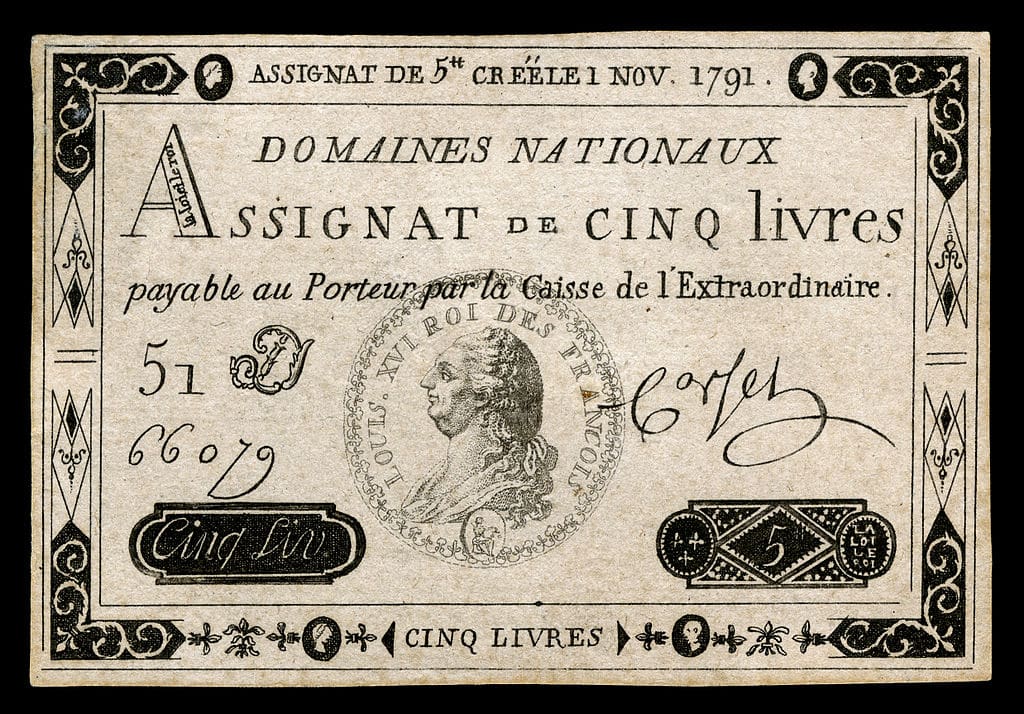 ASSIGNAT DE 5tt CRÉÉ LE 1 NOV. 1791.
DOMAINES NATIONAUX
la loi et le roi
ASSIGNAT DE CINQ livres
payable au Porteur par la Caisse de l'Extraordinaire.
LOUIS. XVI ROI DES FRANCOIS
51 D
66079
Corsel
Cinq Liv
5
LA LOI LE ROI
CINQ LIVRES